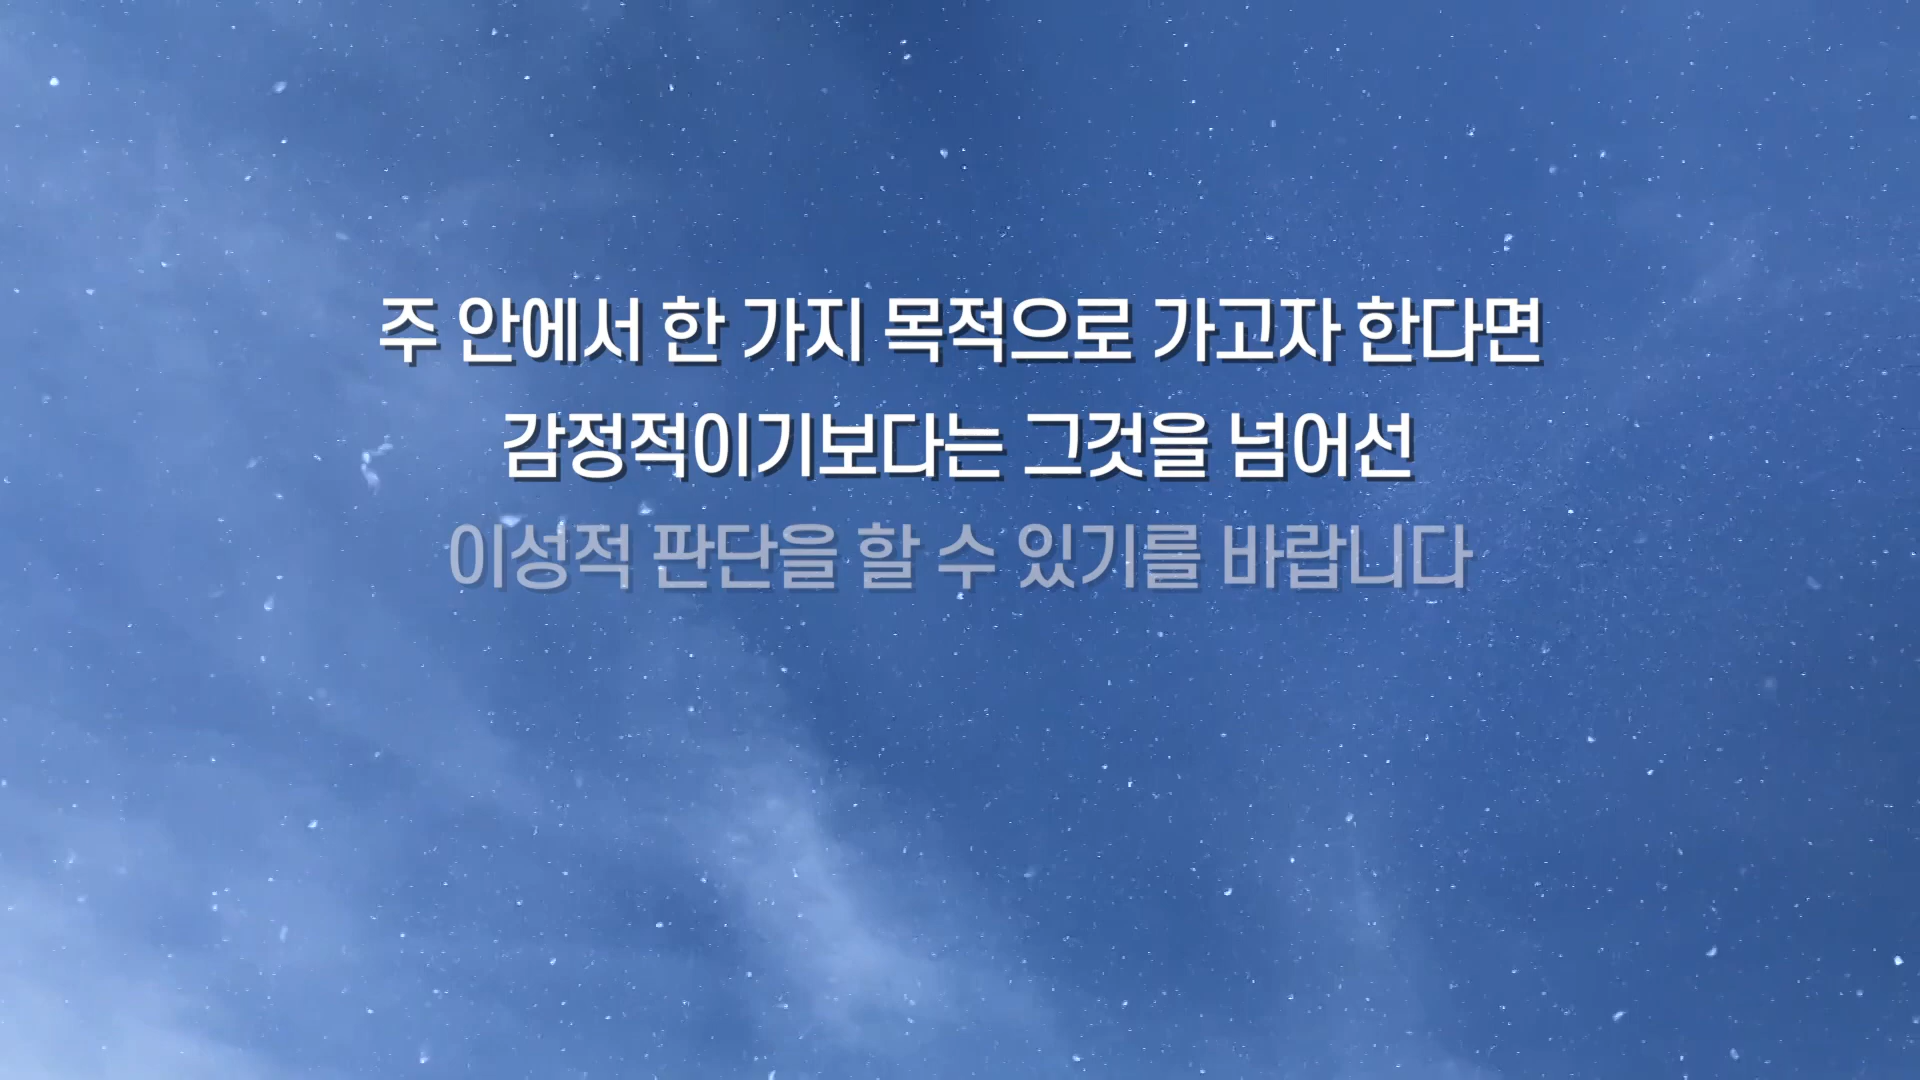 주 안에서 한 가지 목적으로 가고자 한다면
감정적이기보다는 그것을 넘어선
이성적 판단을 할 수 있기를 바랍니다